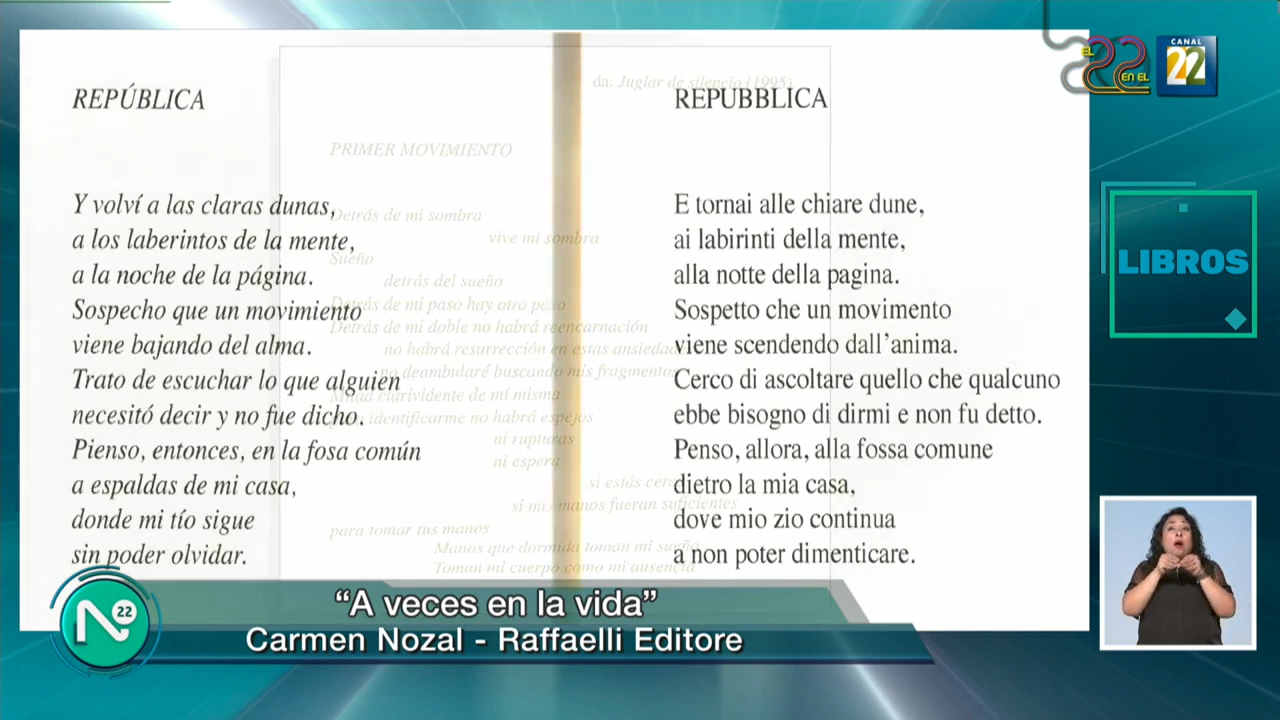 REPÚBLICA
Y volví a las claras dunas,
a los laberintos de la mente,
a la noche de la página.
Sospecho que un movimiento
viene bajando del alma.
Trato de escuchar lo que alguien
necesitó decir y no fue dicho.
Pienso, entonces, en la fosa común
a espaldas de mi casa,
donde mi tío sigue
sin poder olvidar.
REPUBBLICA
E tornai alle chiare dune,
ai labirinti della mente,
alla notte della pagina.
Sospetto che un movimento
viene scendendo dall’anima.
Cerco di ascoltare quello che qualcuno
ebbe bisogno di dirmi e non fu detto.
Penso, allora, alla fossa comune
dietro la mia casa,
dove mio zio continua
a non poter dimenticare.
da: Juglar de silencio (1995)
PRIMER MOVIMIENTO
Detrás de mi sombra
vive mi sombra
Sueño
detrás del sueño
Detrás de mi paso hay otro paso
Detrás de mi doble no habrá reencarnación
no habrá resurrección en estas ansiedades
no deambularé buscando mis fragmentos
Mitad clarividente de mí misma
identificarme no habrá espejos
ni rupturas
ni espera
si estás
si mis manos fueran suficientes
para tomar tus manos
Manos que dormida toman mi sueño
Toman mi cuerpo como mi ausencia
EL 22 EN EL
CANAL 22
LIBROS
N 22
“A veces en la vida”
Carmen Nozal - Raffaelli Editore